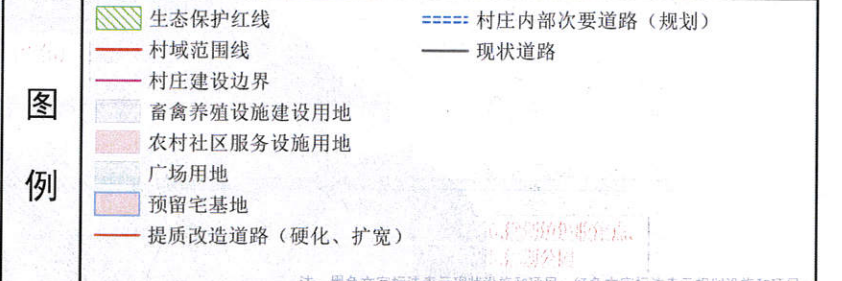 图例
生态保护红线
村域范围线
村庄建设边界
畜禽养殖设施建设用地
农村社区服务设施用地
广场用地
预留宅基地
提质改造道路（硬化、扩宽）
村庄内部次要道路（规划）
现状道路